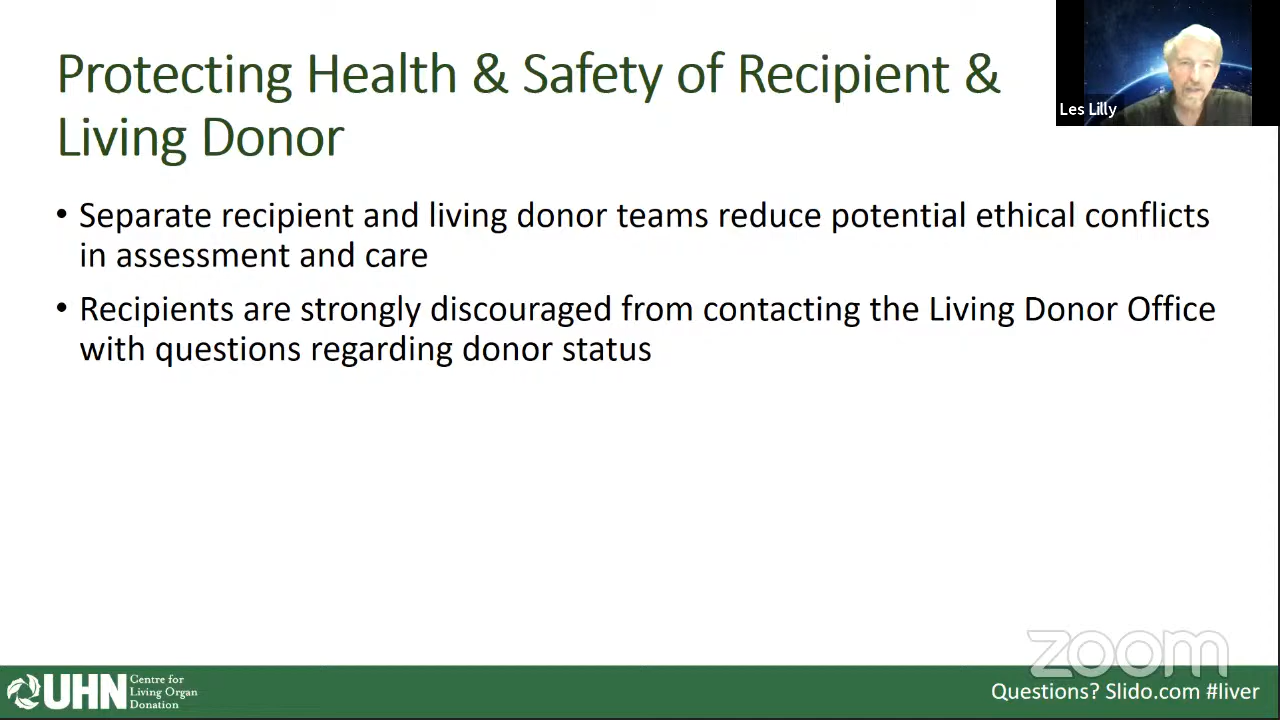 Protecting Health & Safety of Recipient &
Living Donor
Les Lilly
• Separate recipient and living donor teams reduce potential ethical conflicts
in assessment and care
• Recipients are strongly discouraged from contacting the Living Donor Office
with questions regarding donor status
zoom
UHN
Centre for
Living Organ
Donation
Questions? Slido.com #liver